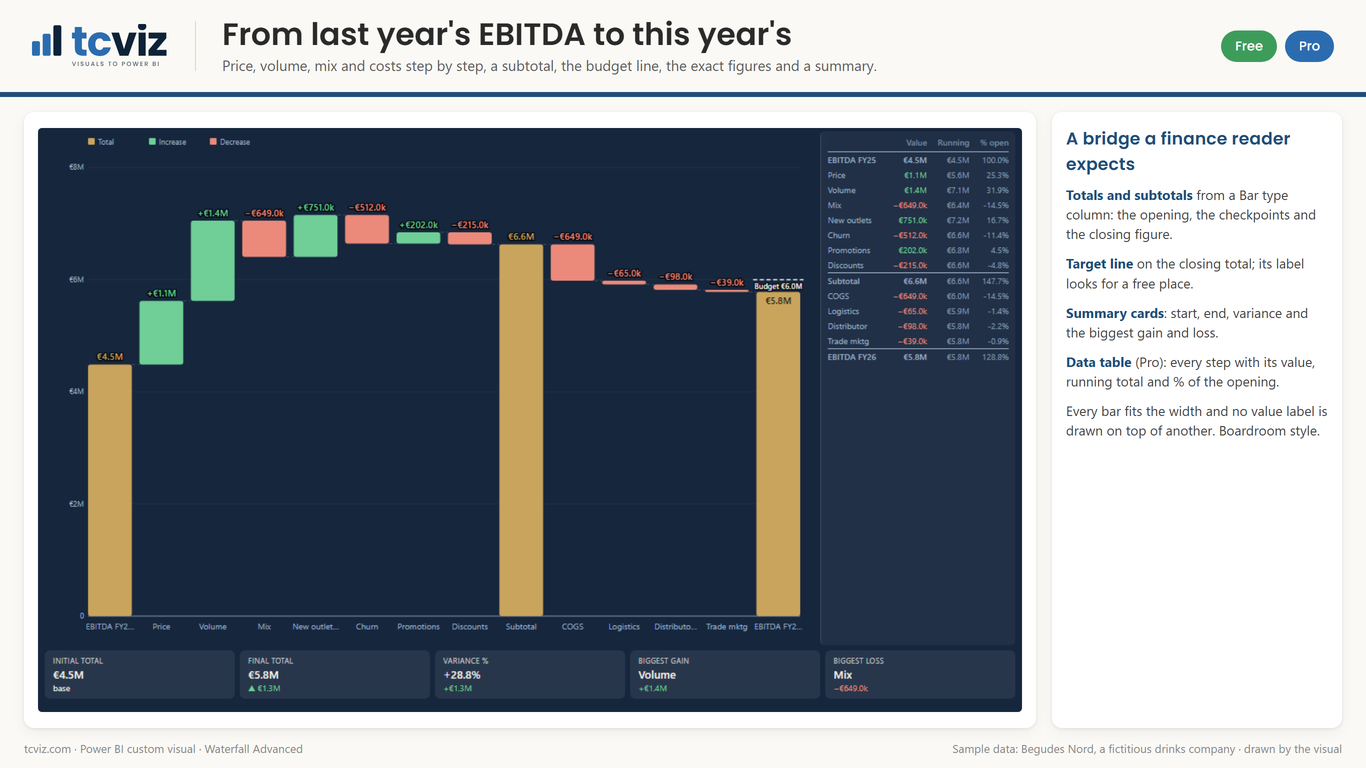 tcviz
VISUALS TO POWER BI
From last year's EBITDA to this year's
Price, volume, mix and costs step by step, a subtotal, the budget line, the exact figures and a summary.
Free
Pro
Total
Increase
Decrease
€8M
€6M
€4M
€2M
0
€4.5M
+€1.1M
+€1.4M
−€649.0k
+€751.0k
−€512.0k
+€202.0k
−€215.0k
€6.6M
−€649.0k
−€65.0k
−€98.0k
−€39.0k
Budget €6.0M
€5.8M
EBITDA FY2...
Price
Volume
Mix
New outlet...
Churn
Promotions
Discounts
Subtotal
COGS
Logistics
Distributo...
Trade mktg
EBITDA FY2...
Value Running % open
EBITDA FY25 €4.5M €4.5M 100.0%
Price €1.1M €5.6M 25.3%
Volume €1.4M €7.1M 31.9%
Mix −€649.0k €6.4M -14.5%
New outlets €751.0k €7.2M 16.7%
Churn −€512.0k €6.6M -11.4%
Promotions €202.0k €6.8M 4.5%
Discounts −€215.0k €6.6M -4.8%
Subtotal €6.6M €6.6M 147.7%
COGS −€649.0k €6.0M -14.5%
Logistics −€65.0k €5.9M -1.4%
Distributor −€98.0k €5.8M -2.2%
Trade mktg −€39.0k €5.8M -0.9%
EBITDA FY26 €5.8M €5.8M 128.8%
INITIAL TOTAL
€4.5M
base
FINAL TOTAL
€5.8M
▲ €1.3M
VARIANCE %
+28.8%
+€1.3M
BIGGEST GAIN
Volume
+€1.4M
BIGGEST LOSS
Mix
−€649.0k
A bridge a finance reader
expects
Totals and subtotals from a Bar type
column: the opening, the checkpoints and
the closing figure.
Target line on the closing total; its label
looks for a free place.
Summary cards: start, end, variance and
the biggest gain and loss.
Data table (Pro): every step with its value,
running total and % of the opening.
Every bar fits the width and no value label is
drawn on top of another. Boardroom style.
tcviz.com · Power BI custom visual · Waterfall Advanced
Sample data: Begudes Nord, a fictitious drinks company · drawn by the visual